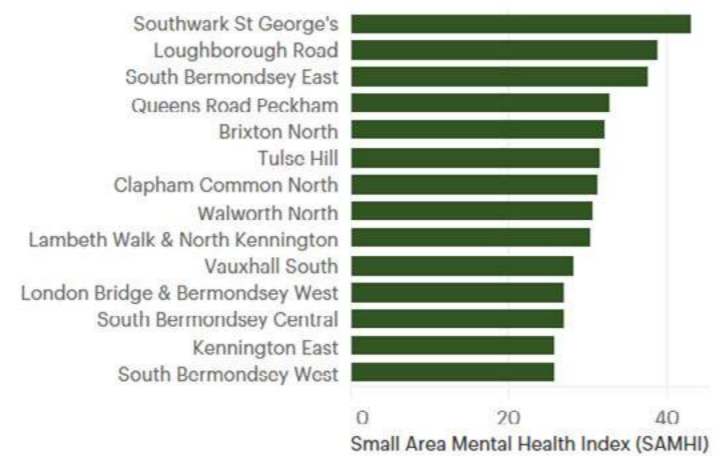 Southwark St George's
Loughborough Road
South Bermondsey East
Queens Road Peckham
Brixton North
Tulse Hill
Clapham Common North
Walworth North
Lambeth Walk & North Kennington
Vauxhall South
London Bridge & Bermondsey West
South Bermondsey Central
Kennington East
South Bermondsey West
0 20 40
Small Area Mental Health Index (SAMHI)